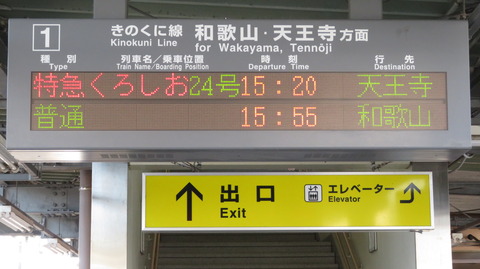 1 きのくに線 和歌山・天王寺方面
Kinokuni Line for Wakayama, Tennōji
種別 列車名／乗車位置 時刻 行先
Type Train Name/Boarding Position Departure Time Destination
特急くろしお24号 15:20 天王寺
普通 15:55 和歌山
↑ 出口 エレベーター
Exit Elevator